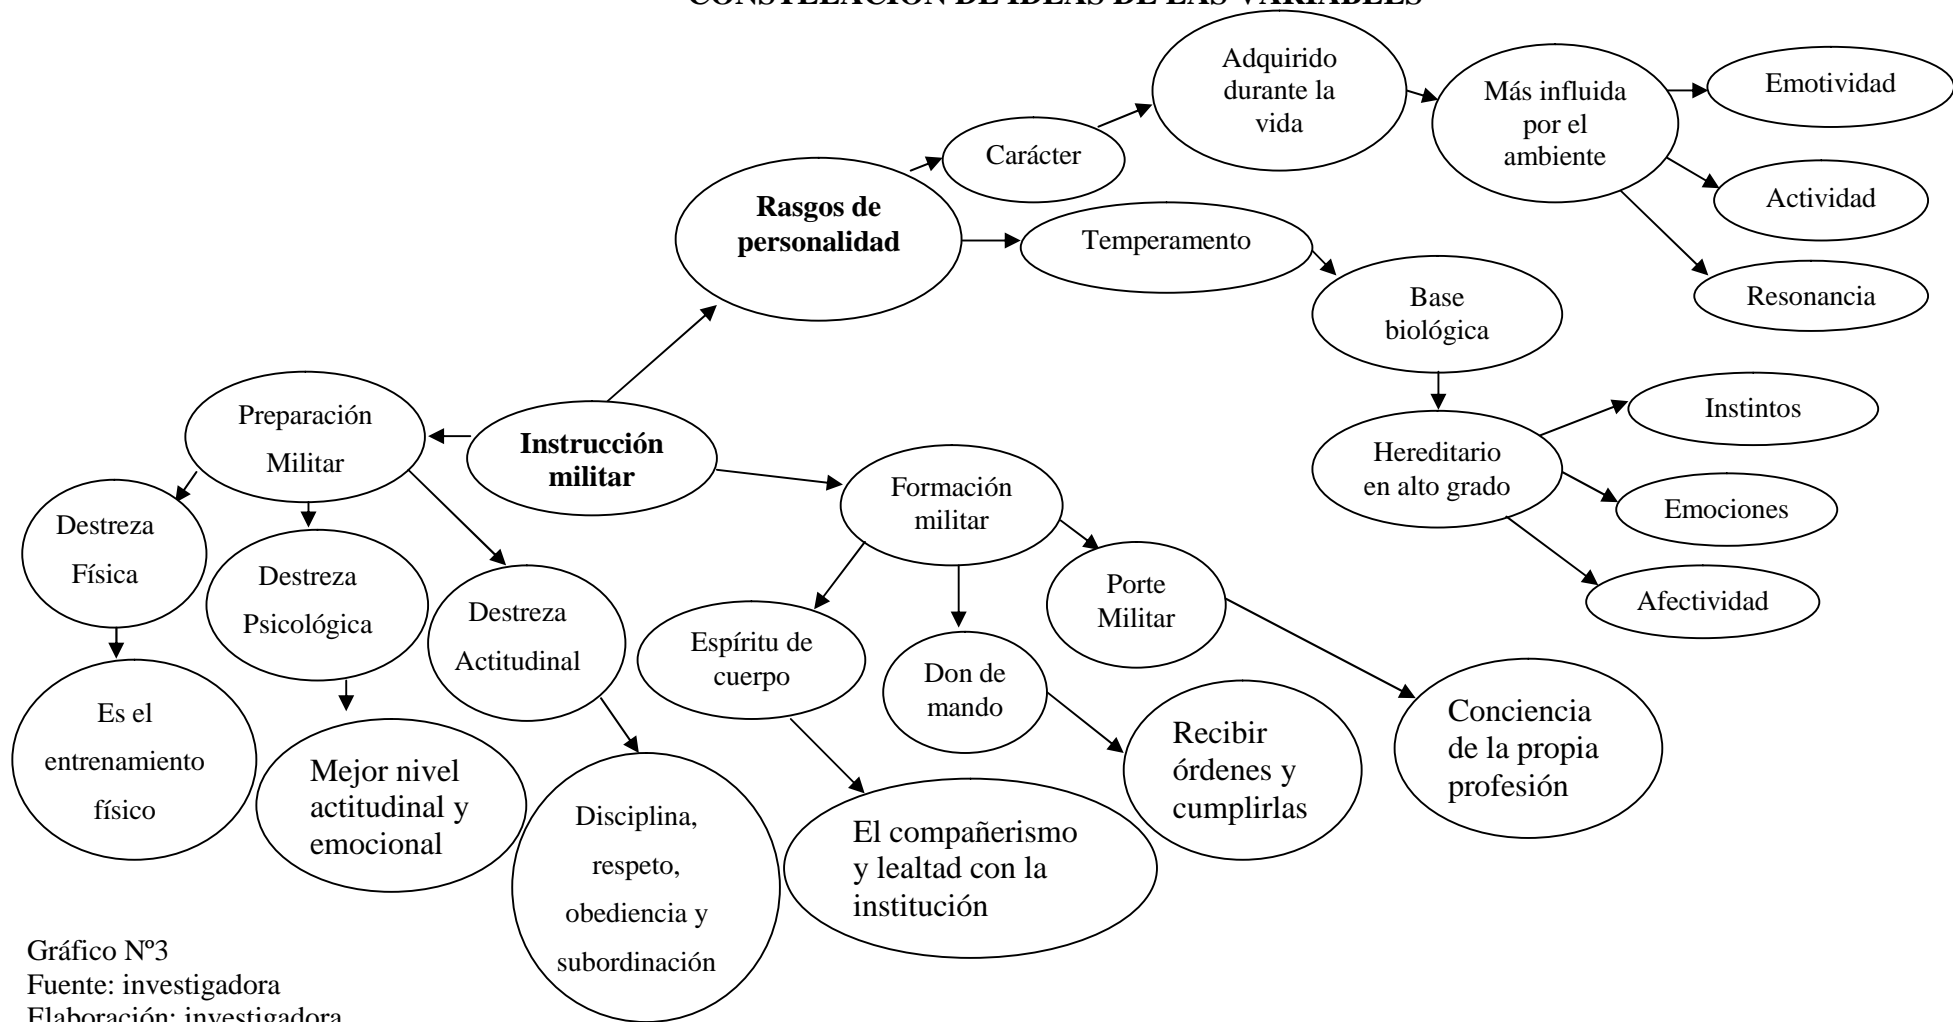 CONSTELACIÓN DE IDEAS DE LAS VARIABLES
Adquirido
durante la
vida
Más influida
por el
ambiente
Emotividad
Carácter
Actividad
Rasgos de
personalidad
Temperamento
Resonancia
Base
biológica
Preparación
Militar
Instrucción
militar
Instintos
Hereditario
en alto grado
Formación
militar
Emociones
Destreza
Física
Destreza
Psicológica
Destreza
Actitudinal
Porte
Militar
Afectividad
Espíritu de
cuerpo
Don de
mando
Es el
entrenamiento
físico
Mejor nivel
actitudinal y
emocional
Disciplina,
respeto,
obediencia y
subordinación
El compañerismo
y lealtad con la
institución
Recibir
órdenes y
cumplirlas
Conciencia
de la propia
profesión
Gráfico Nº3
Fuente: investigadora
Elaboración: investigadora